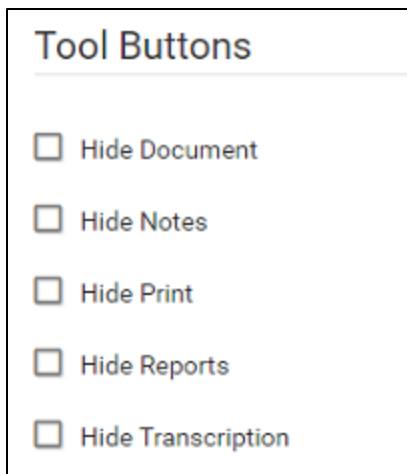 Tool Buttons
Hide Document
Hide Notes
Hide Print
Hide Reports
Hide Transcription